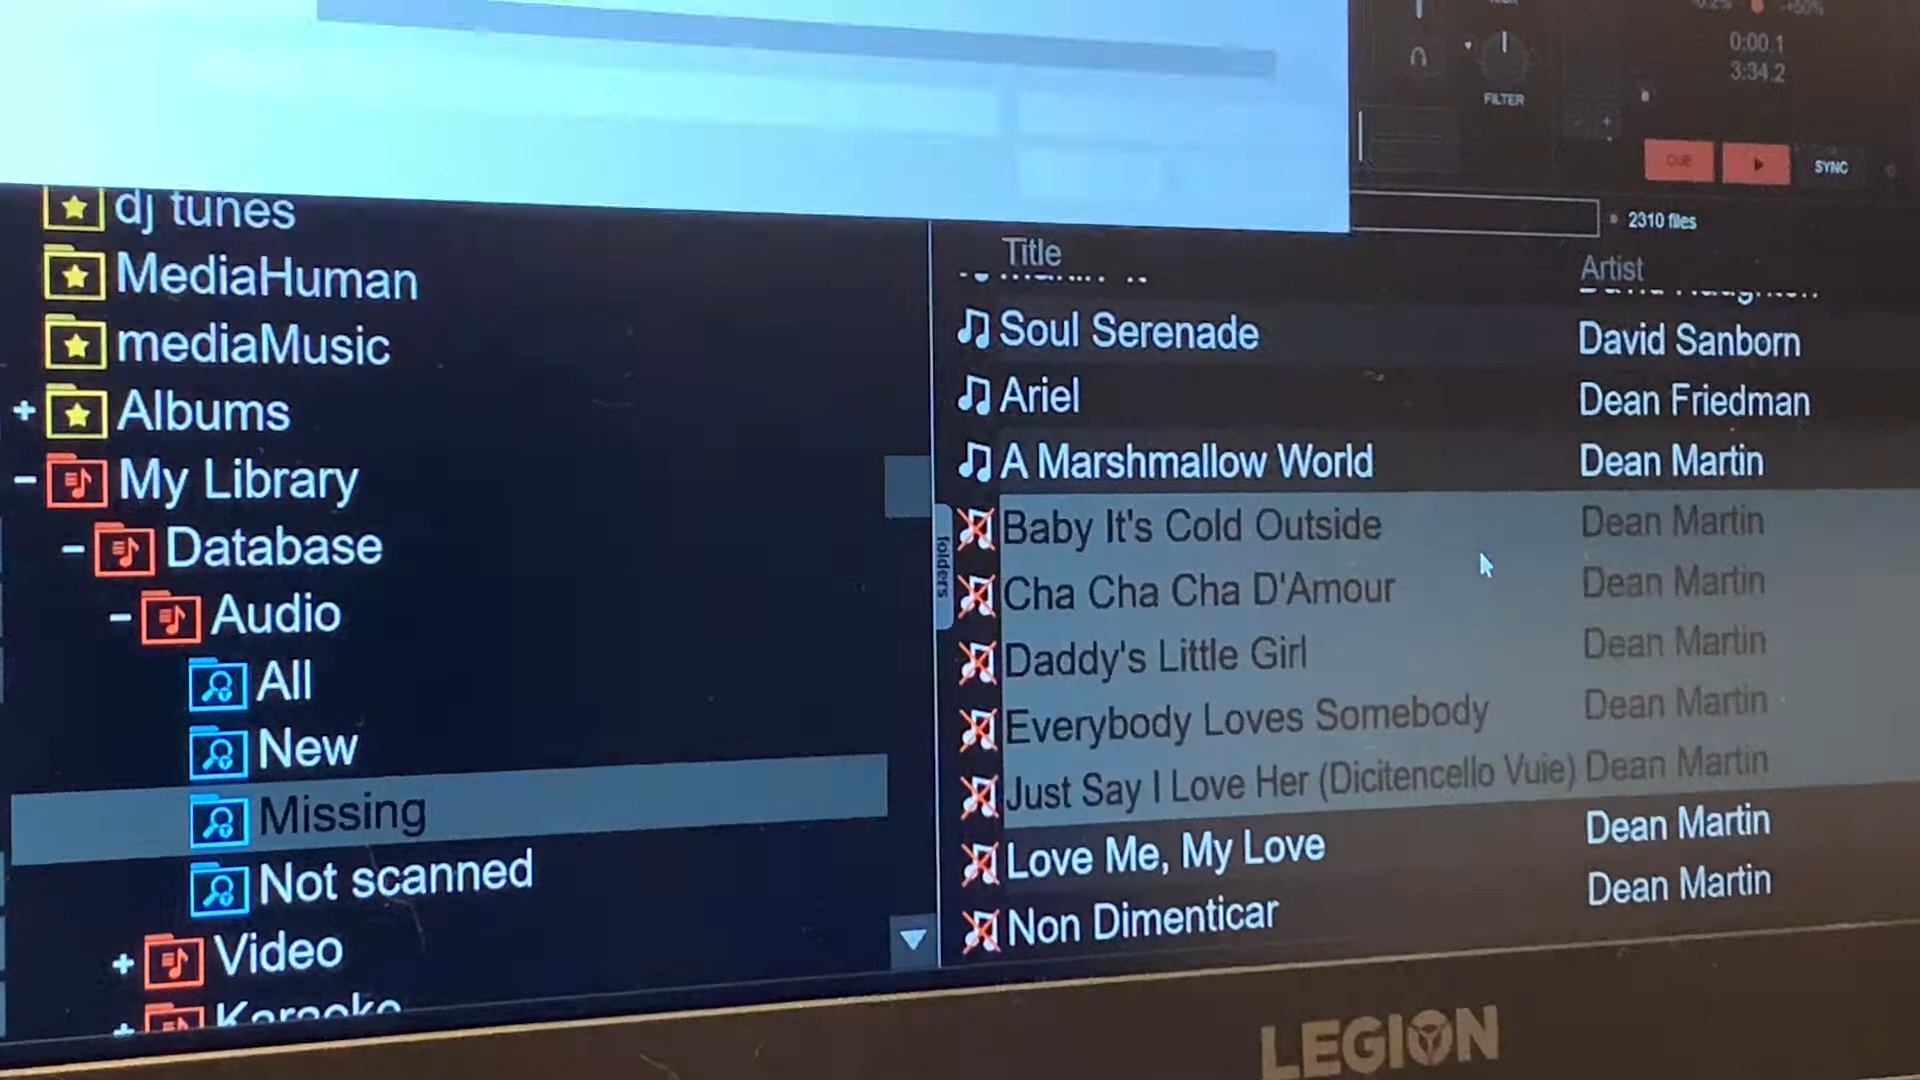 0:00.1
3:34.2
FILTER
CUE
SYNC
2310 files
dj tunes
MediaHuman
mediaMusic
+ Albums
- My Library
- Database
- Audio
All
New
Missing
Not scanned
+ Video
+ Karaoke
folders
Title Artist
Soul Serenade David Sanborn
Ariel Dean Friedman
A Marshmallow World Dean Martin
Baby It's Cold Outside Dean Martin
Cha Cha Cha D'Amour Dean Martin
Daddy's Little Girl Dean Martin
Everybody Loves Somebody Dean Martin
Just Say I Love Her (Dicitencello Vuie) Dean Martin
Love Me, My Love Dean Martin
Non Dimenticar Dean Martin
LEGION